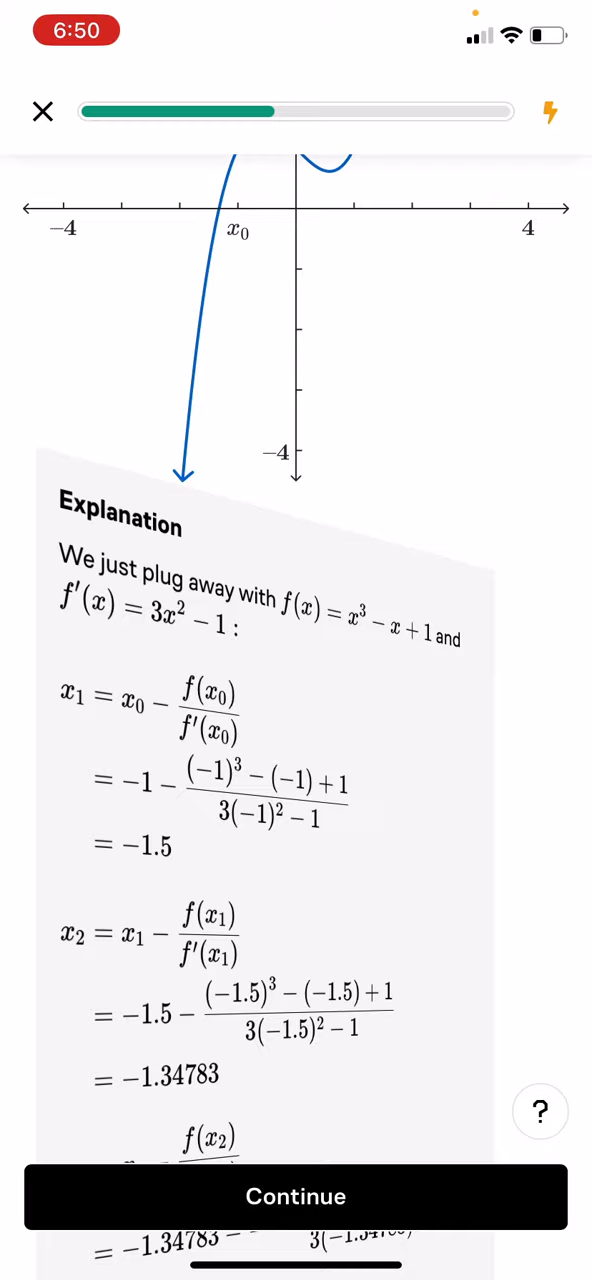 6:50
−4
x₀
4
−4
Explanation
We just plug away with f(x) = x³ − x + 1 and
f′(x) = 3x² − 1 :
x₁ = x₀ − f(x₀) / f′(x₀)
= −1 − ((−1)³ − (−1) + 1) / (3(−1)² − 1)
= −1.5
x₂ = x₁ − f(x₁) / f′(x₁)
= −1.5 − ((−1.5)³ − (−1.5) + 1) / (3(−1.5)² − 1)
= −1.34783
?
f(x₂)
Continue
= −1.34783 −